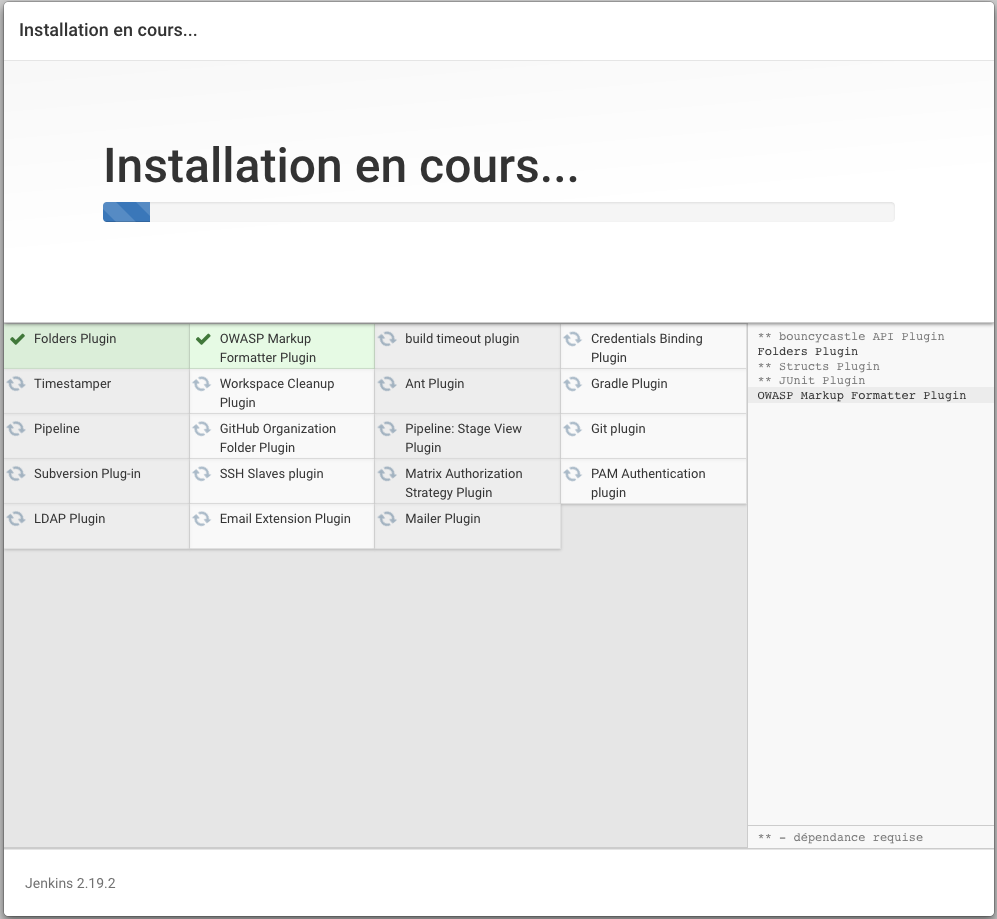 Installation en cours...
Installation en cours...
Folders Plugin
OWASP Markup
Formatter Plugin
build timeout plugin
Credentials Binding
Plugin
Timestamper
Workspace Cleanup
Plugin
Ant Plugin
Gradle Plugin
Pipeline
GitHub Organization
Folder Plugin
Pipeline: Stage View
Plugin
Git plugin
Subversion Plug-in
SSH Slaves plugin
Matrix Authorization
Strategy Plugin
PAM Authentication
plugin
LDAP Plugin
Email Extension Plugin
Mailer Plugin
** bouncycastle API Plugin
Folders Plugin
** Structs Plugin
** JUnit Plugin
OWASP Markup Formatter Plugin
** - dépendance requise
Jenkins 2.19.2